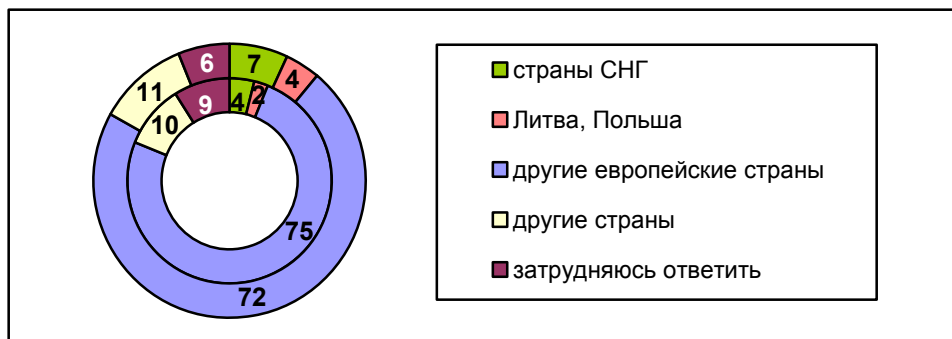 6
7
4
11
9
4
2
10
75
72
страны СНГ
Литва, Польша
другие европейские страны
другие страны
затрудняюсь ответить